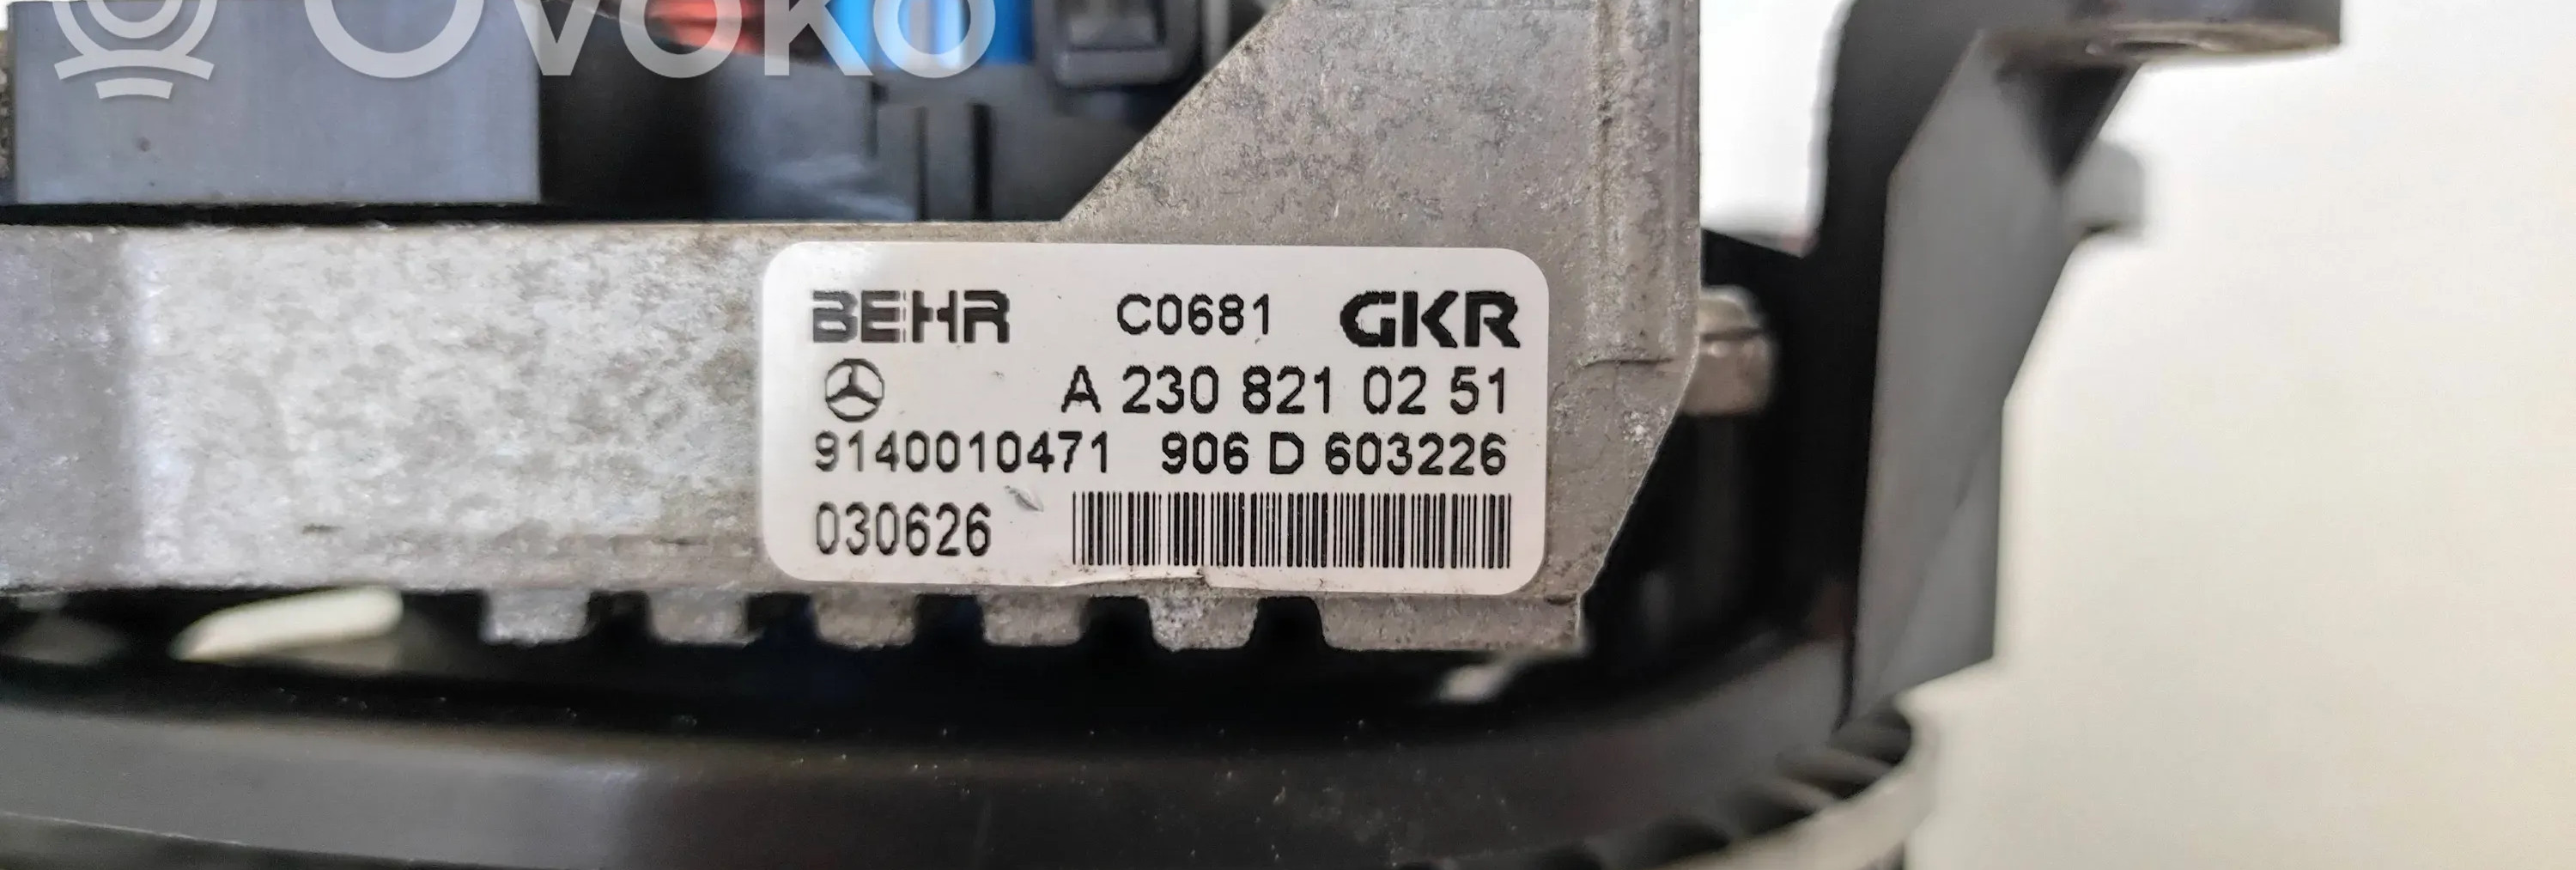 Ovoko
BEHR C0681 GKR
A 230 821 02 51
9140010471 906 D 603226
030626